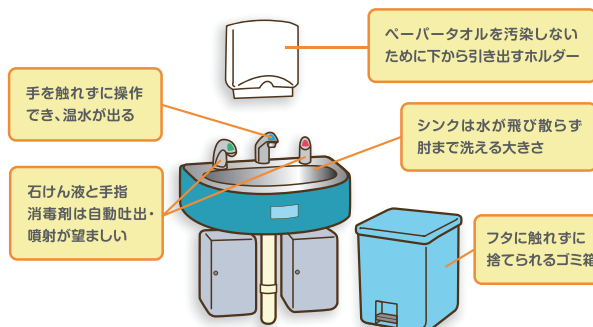 ペーパータオルを汚染しない
ために下から引き出すホルダー
手を触れずに操作
でき、温水が出る
シンクは水が飛び散らず
肘まで洗える大きさ
石けん液と手指
消毒剤は自動吐出・
噴射が望ましい
フタに触れずに
捨てられるゴミ箱